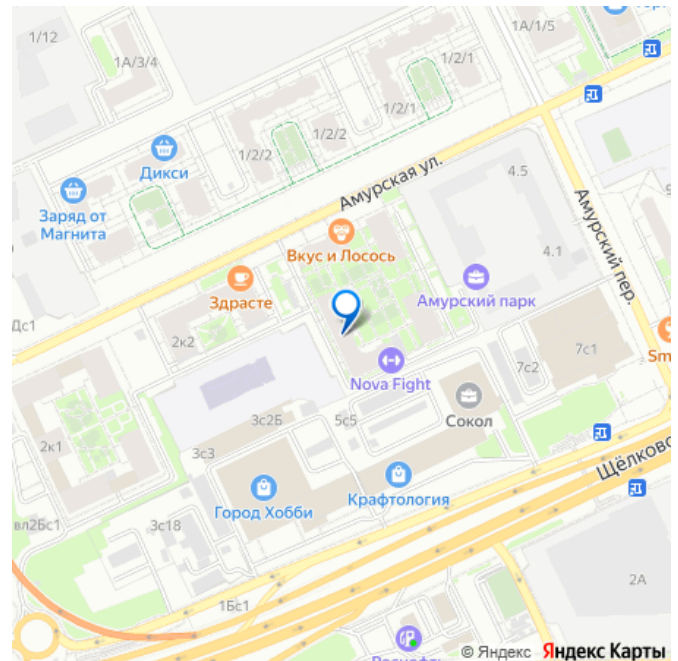 1/12
1А/3/4
1/2/1
1А/1/5
1/2/1
1/2/2
1/2/2
Дикси
Заряд от
Магнита
Амурская ул.
4.5
Амурский пер.
Вкус и Лосось
4.1
Здрасте
Амурский парк
Дс1
2к2
7с1
7с2
Sm
Nova Fight
Сокол
3с2Б
5с5
2к1
3с3
Щёлково
Город Хобби
Крафтология
вл2Бс1
3с18
2А
1Бс1
© Яндекс Яндекс Карты